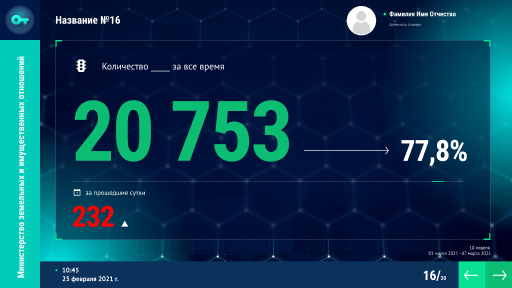 Название №16
Фамилия Имя Отчество
Должность спикера
Министерство земельных и имущественных отношений
Количество ____ за все время
20 753
77,8%
за прошедшие сутки
232
10 неделя
01 марта 2021 - 07 марта 2021
10:45
23 февраля 2021 г.
16/20